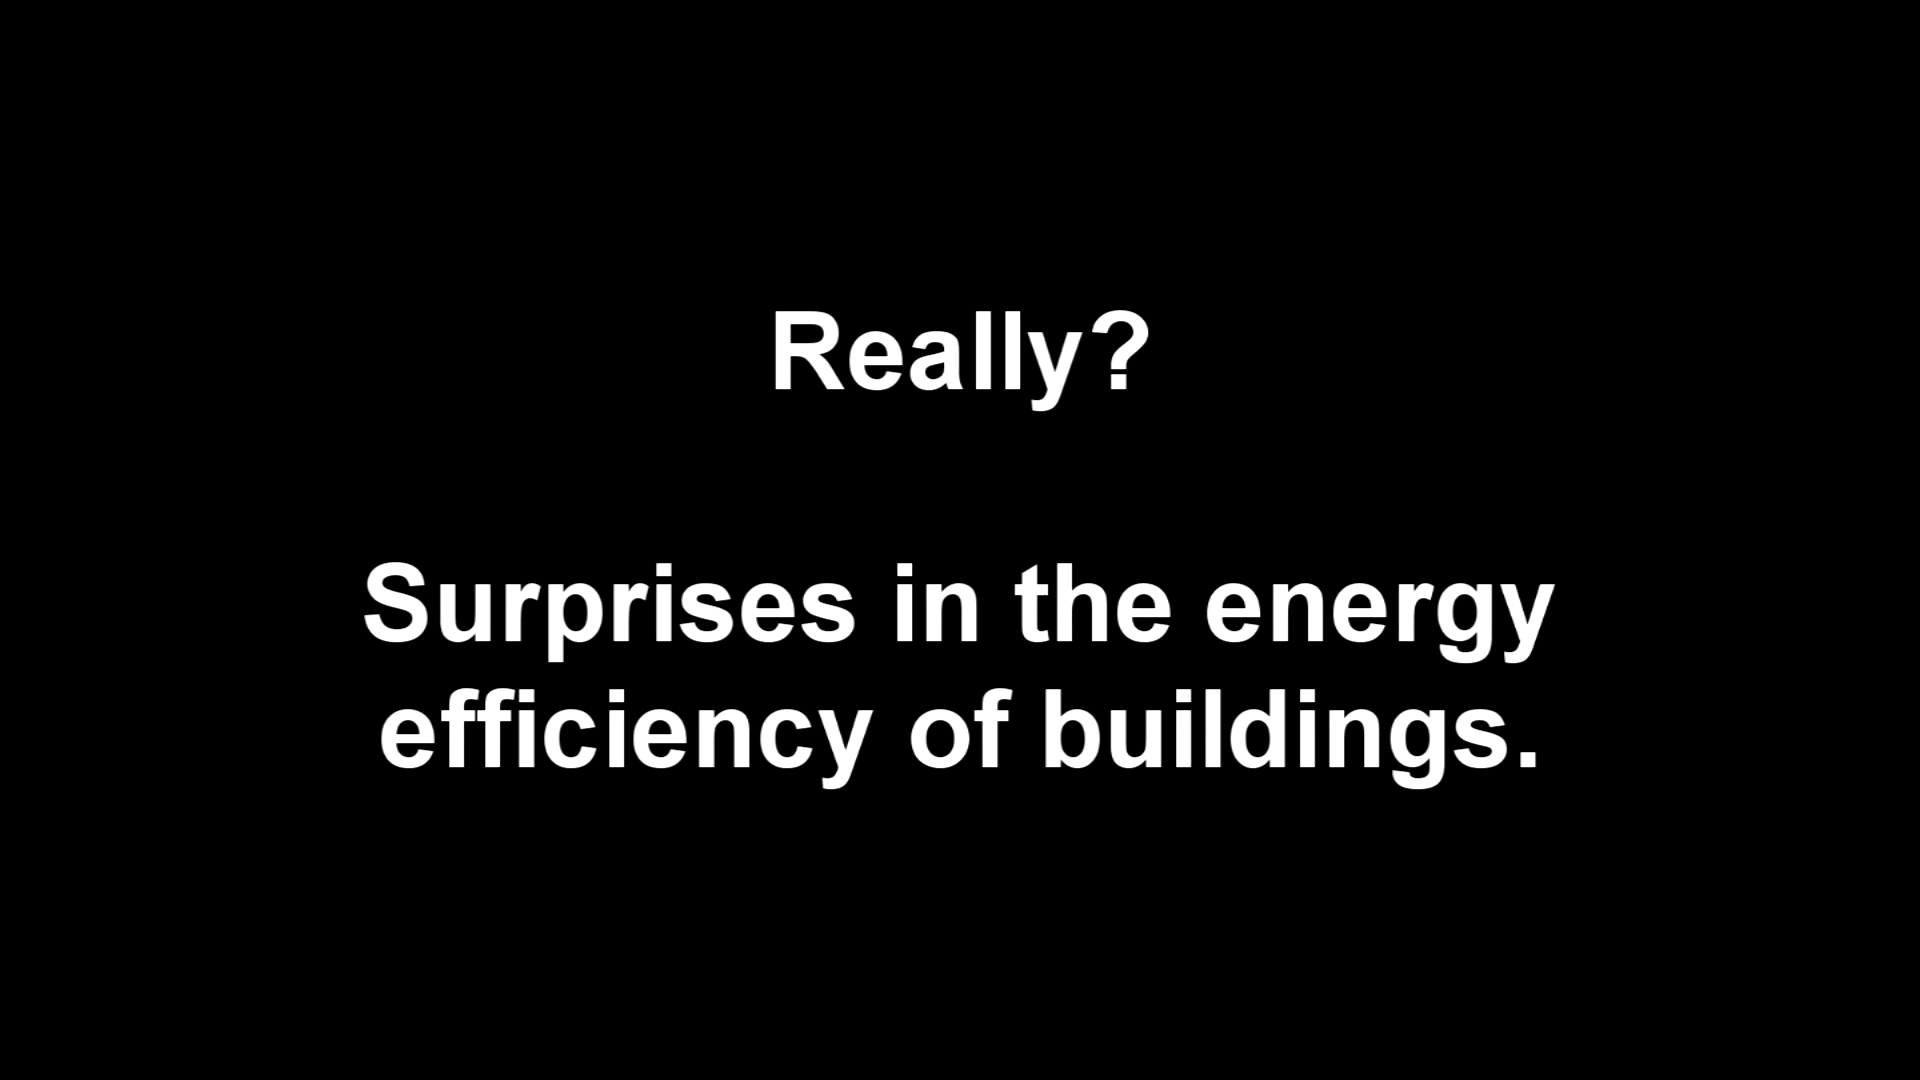 Really?
Surprises in the energy
efficiency of buildings.